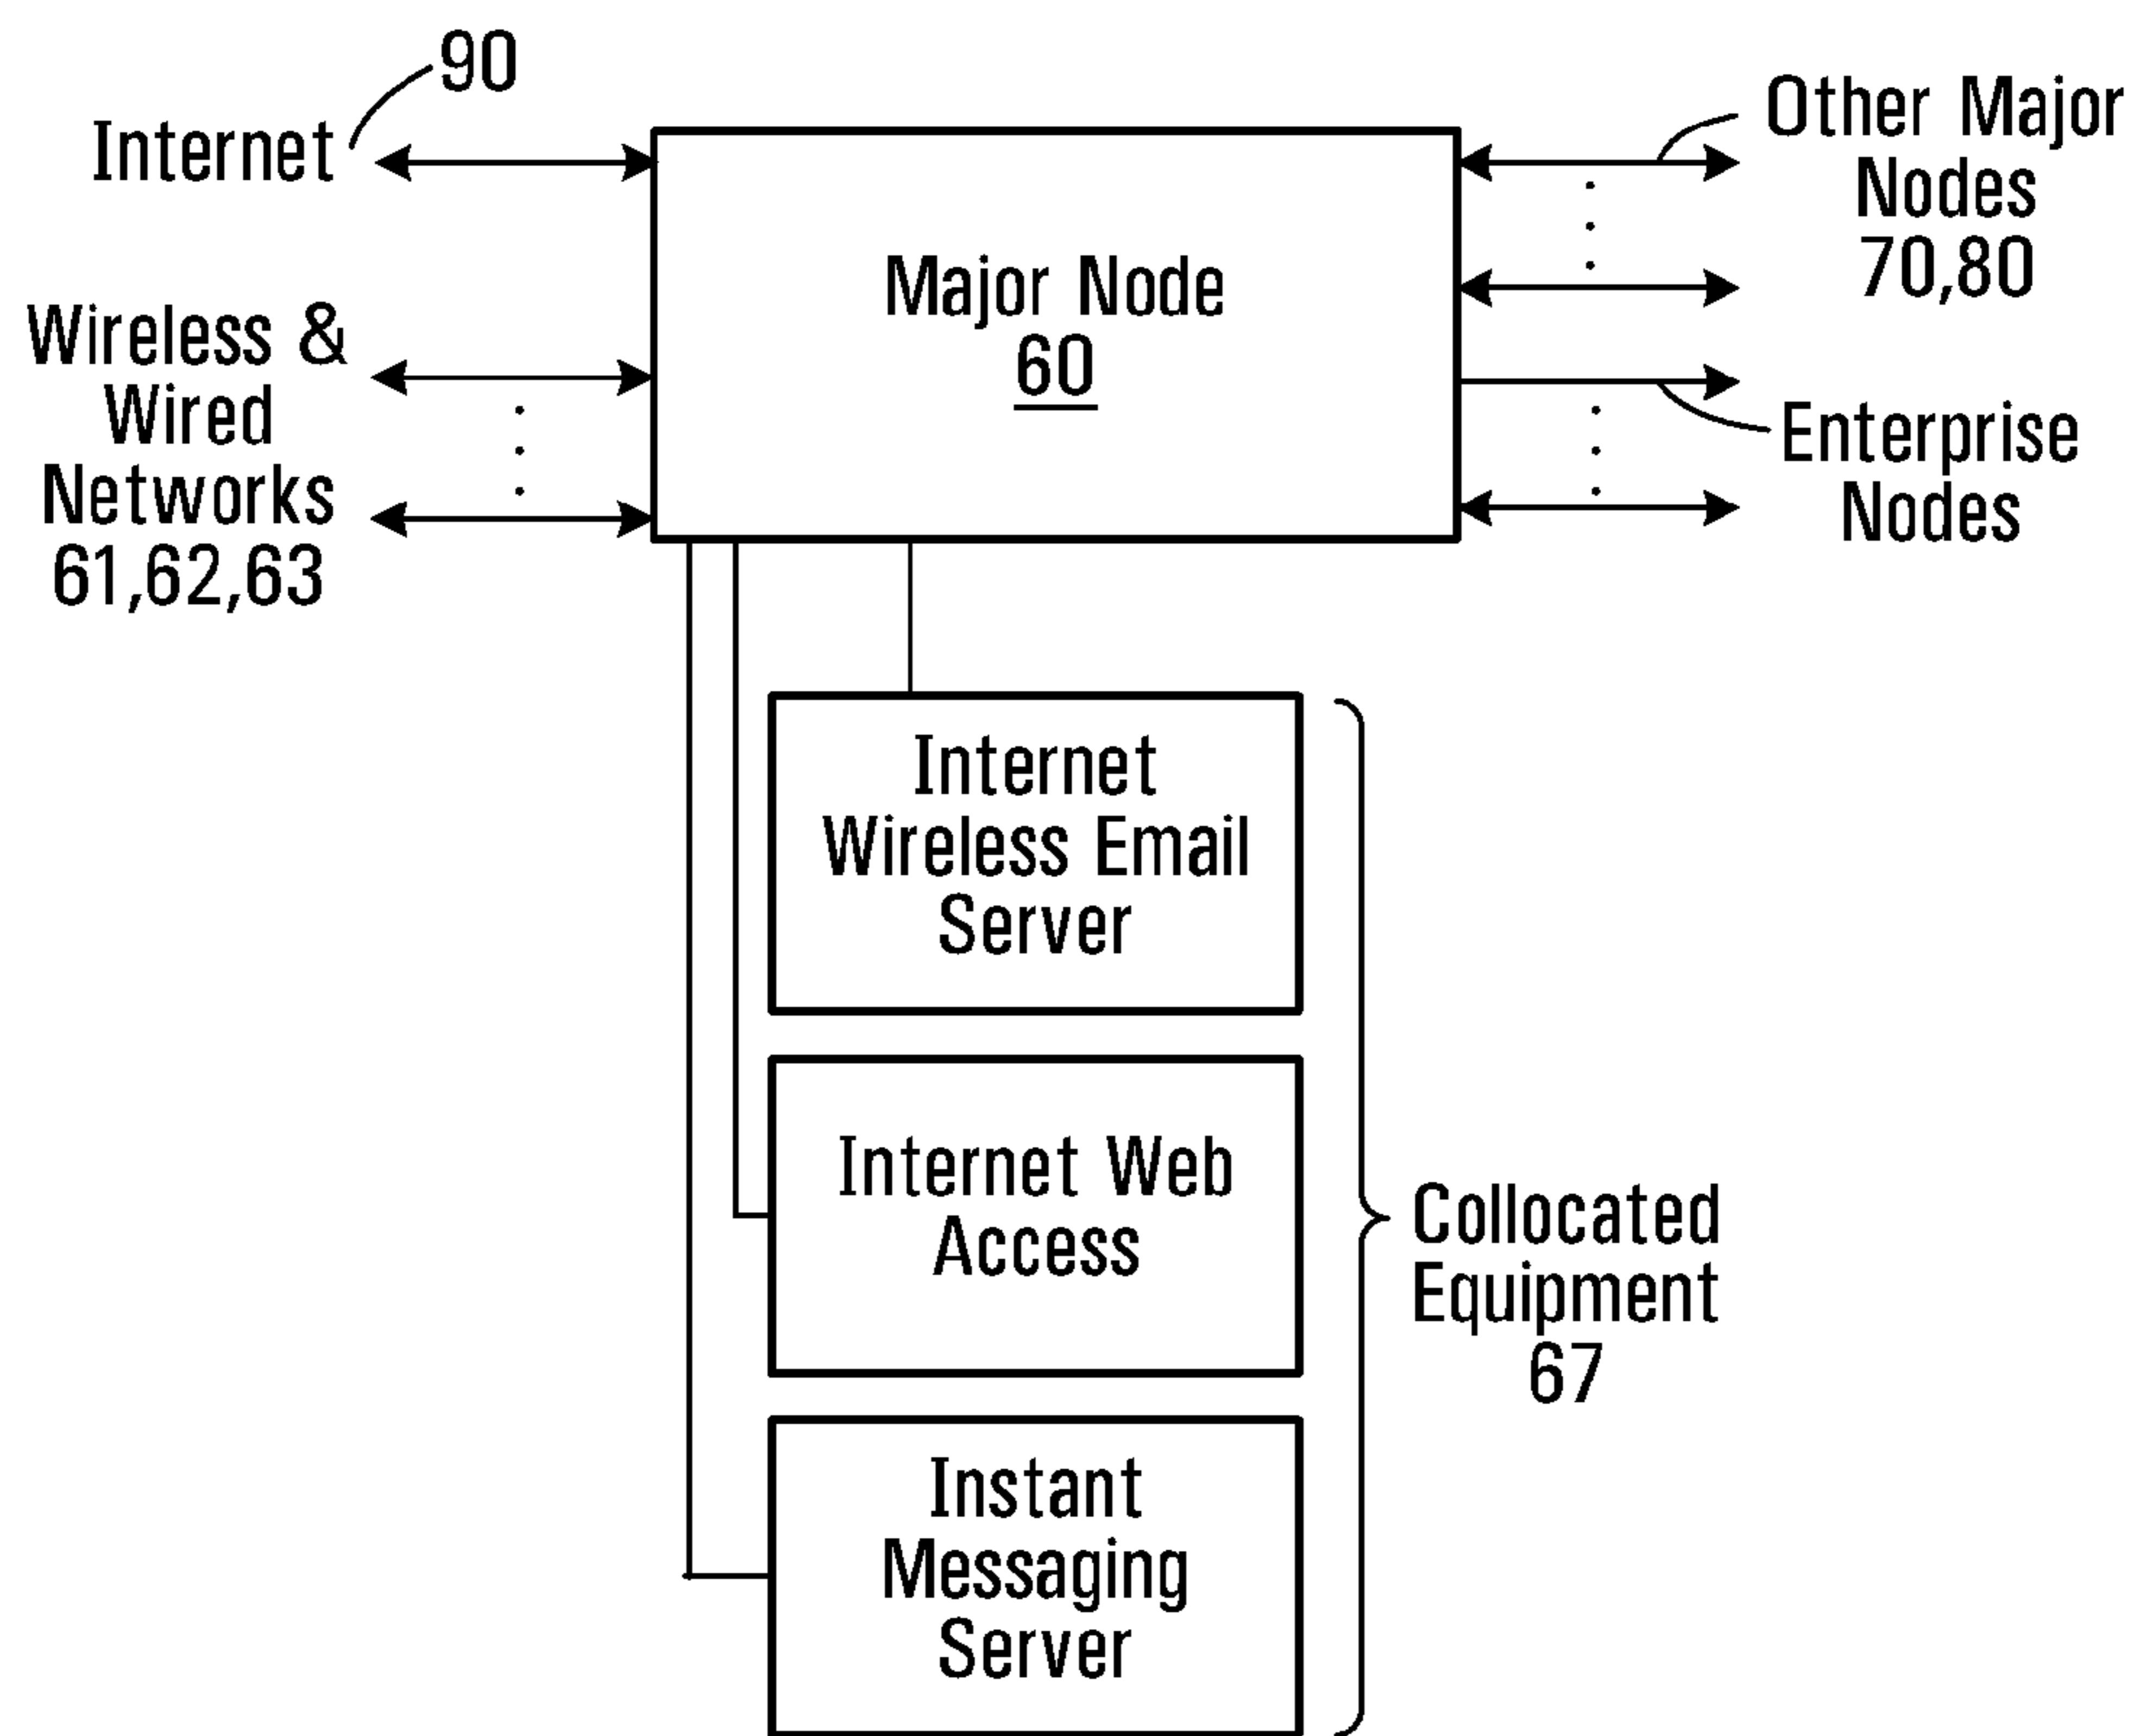 90
Internet
Wireless &
Wired
Networks
61,62,63
Major Node
60
Other Major
Nodes
70,80
Enterprise
Nodes
Internet
Wireless Email
Server
Internet Web
Access
Instant
Messaging
Server
Collocated
Equipment
67